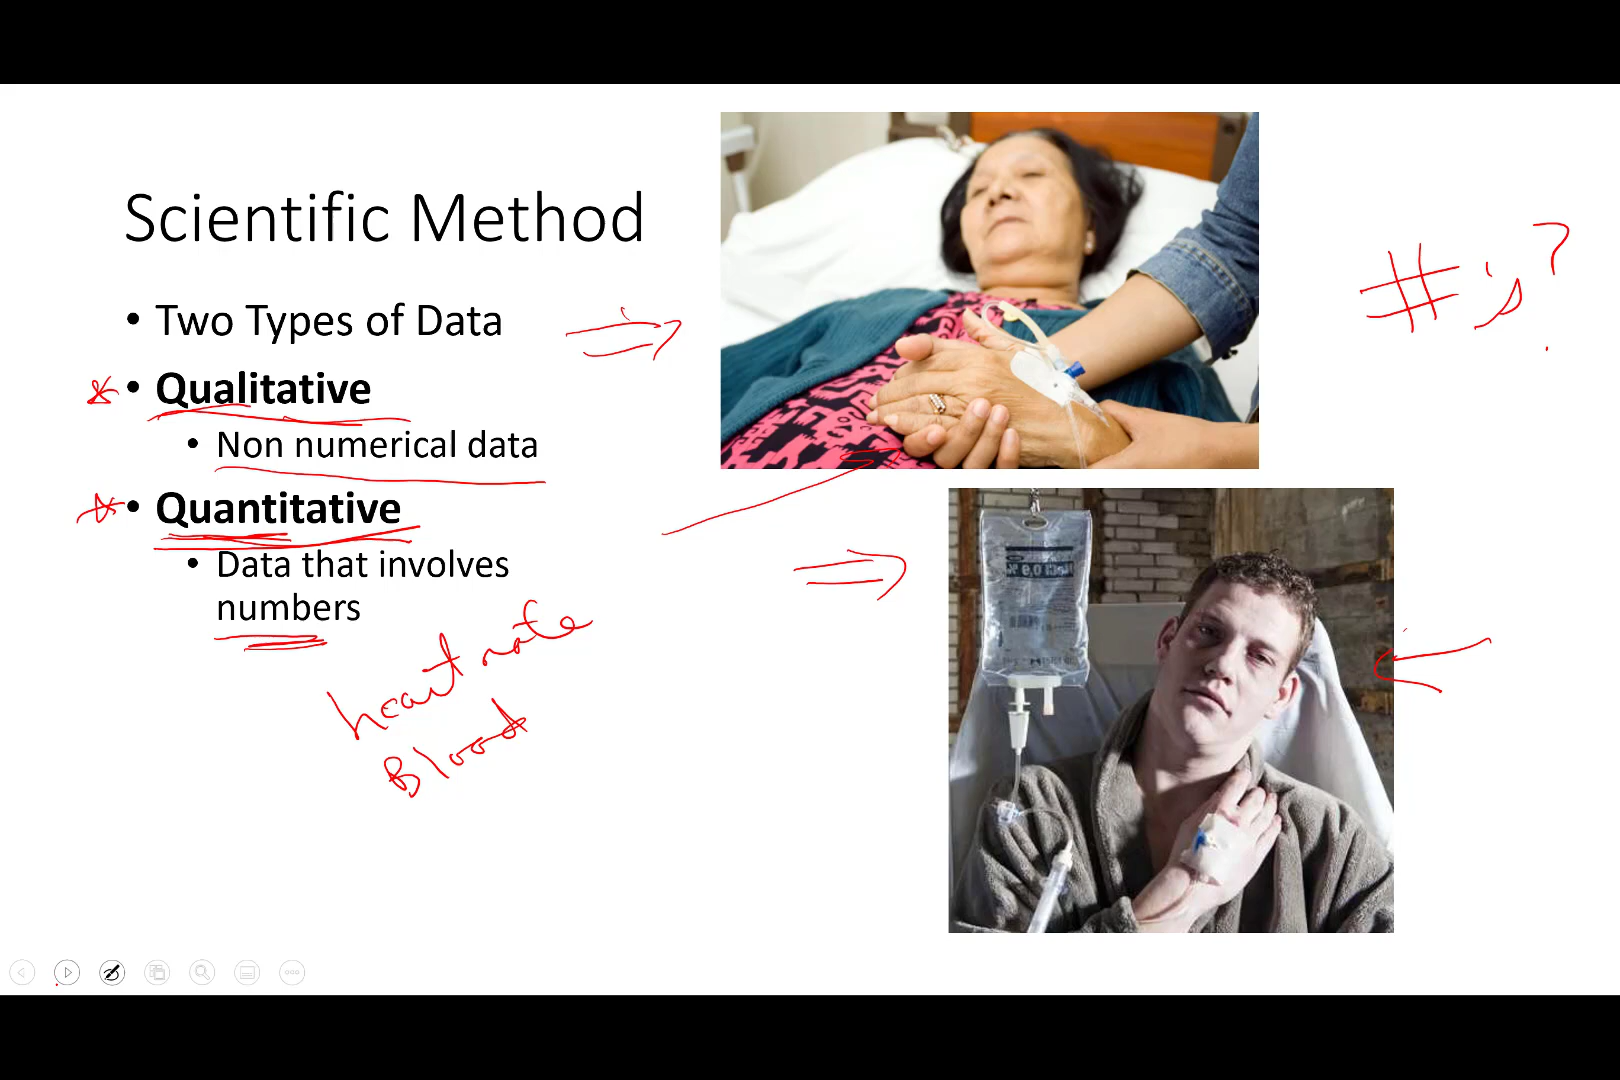 Scientific Method
• Two Types of Data
• Qualitative
• Non numerical data
• Quantitative
• Data that involves
numbers
heart rate
Blood
#'s?